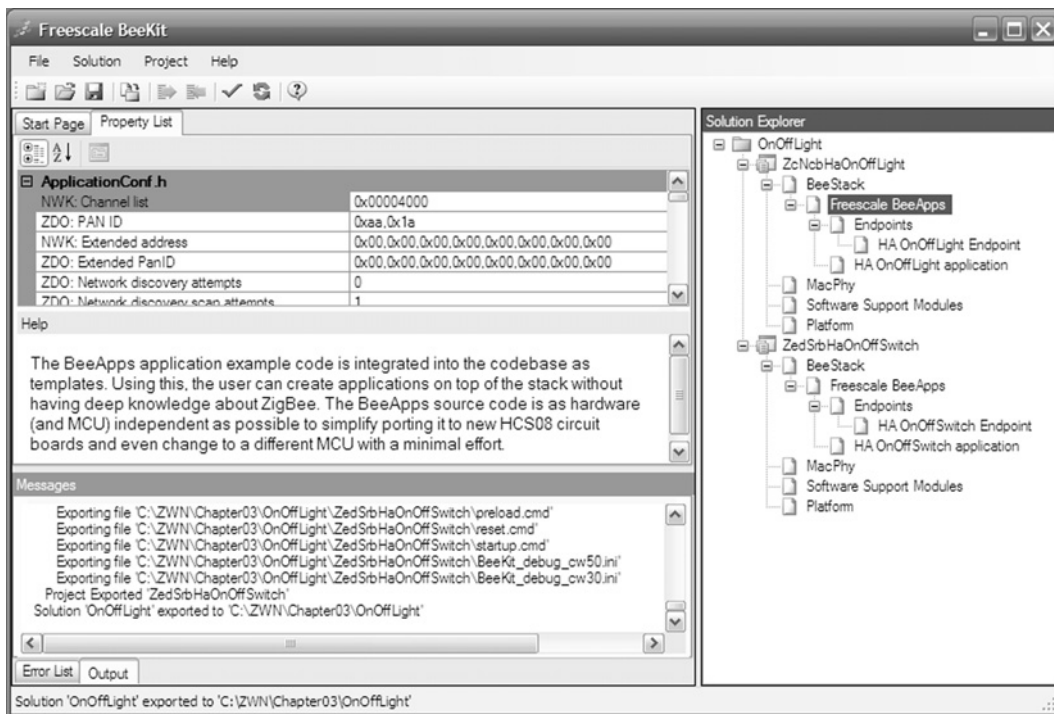 Freescale BeeKit
File Solution Project Help
Start Page Property List
ApplicationConf.h
NWK: Channel list 0x00004000
ZDO: PAN ID 0xaa,0x1a
NWK: Extended address 0x00,0x00,0x00,0x00,0x00,0x00,0x00,0x00
ZDO: Extended PanID 0x00,0x00,0x00,0x00,0x00,0x00,0x00,0x00
ZDO: Network discovery attempts 0
ZDO: Network discovery scan attempts 1
Help
The BeeApps application example code is integrated into the codebase as
templates. Using this, the user can create applications on top of the stack without
having deep knowledge about ZigBee. The BeeApps source code is as hardware
(and MCU) independent as possible to simplify porting it to new HCS08 circuit
boards and even change to a different MCU with a minimal effort.
Messages
Exporting file 'C:\ZWN\Chapter03\OnOffLight\ZedSrbHaOnOffSwitch\preload.cmd'
Exporting file 'C:\ZWN\Chapter03\OnOffLight\ZedSrbHaOnOffSwitch\reset.cmd'
Exporting file 'C:\ZWN\Chapter03\OnOffLight\ZedSrbHaOnOffSwitch\startup.cmd'
Exporting file 'C:\ZWN\Chapter03\OnOffLight\ZedSrbHaOnOffSwitch\BeeKit_debug_cw50.ini'
Exporting file 'C:\ZWN\Chapter03\OnOffLight\ZedSrbHaOnOffSwitch\BeeKit_debug_cw30.ini'
Project Exported 'ZedSrbHaOnOffSwitch'
Solution 'OnOffLight' exported to 'C:\ZWN\Chapter03\OnOffLight'
Error List Output
Solution 'OnOffLight' exported to 'C:\ZWN\Chapter03\OnOffLight'
Solution Explorer
OnOffLight
ZcNcbHaOnOffLight
BeeStack
Freescale BeeApps
Endpoints
HA OnOffLight Endpoint
HA OnOffLight application
MacPhy
Software Support Modules
Platform
ZedSrbHaOnOffSwitch
BeeStack
Freescale BeeApps
Endpoints
HA OnOffSwitch Endpoint
HA OnOffSwitch application
MacPhy
Software Support Modules
Platform